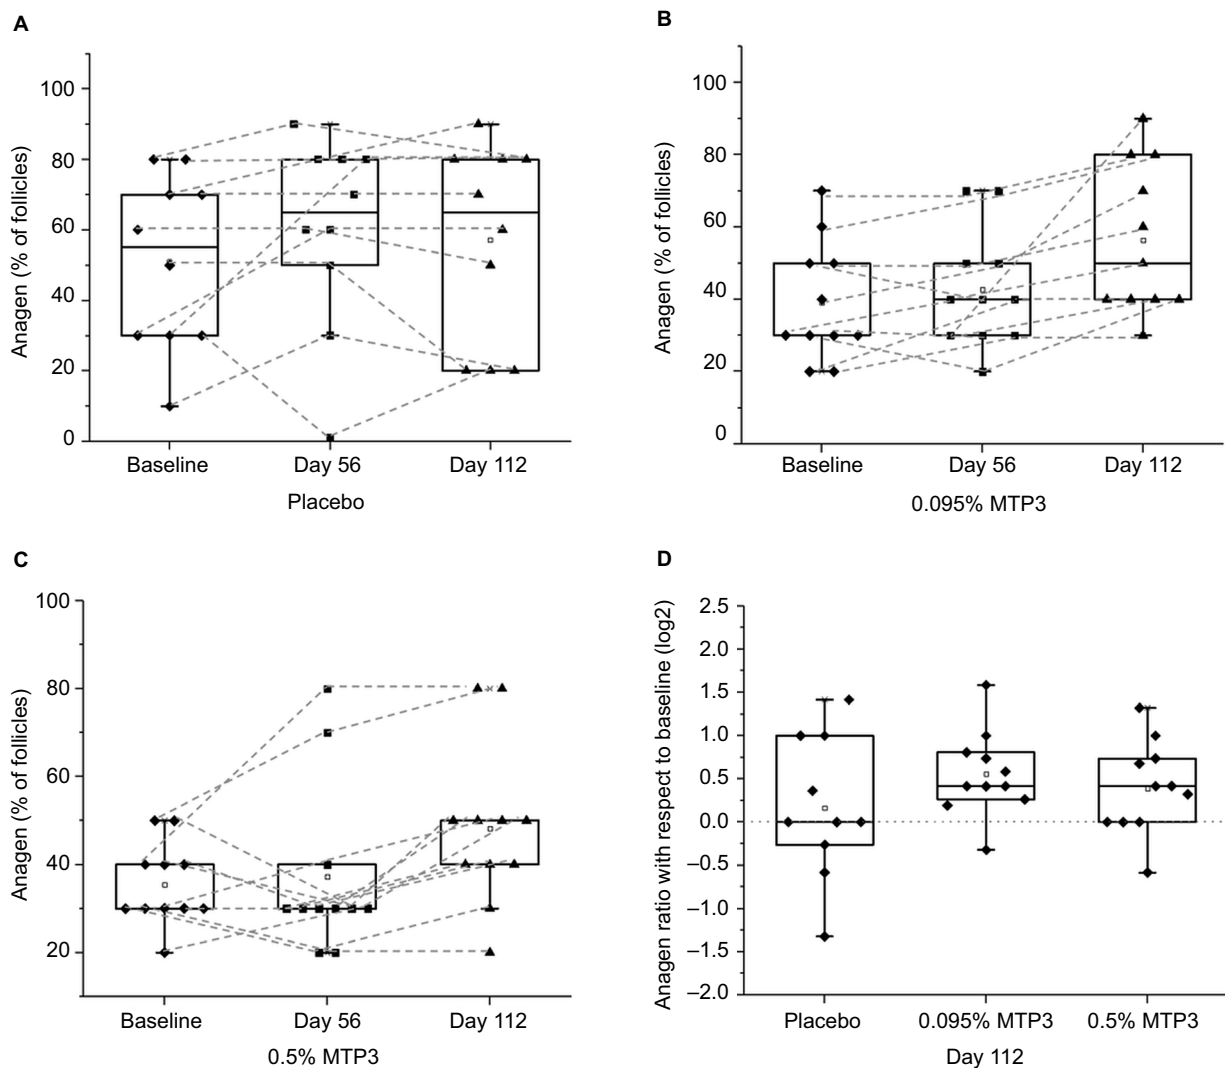 A
Anagen (% of follicles)
100
80
60
40
20
0
Baseline
Day 56
Day 112
Placebo
B
Anagen (% of follicles)
100
80
60
40
20
0
Baseline
Day 56
Day 112
0.095% MTP3
C
Anagen (% of follicles)
100
80
60
40
20
Baseline
Day 56
Day 112
0.5% MTP3
D
Anagen ratio with respect to baseline (log2)
2.5
2.0
1.5
1.0
0.5
0.0
–0.5
–1.0
–1.5
–2.0
Placebo
0.095% MTP3
0.5% MTP3
Day 112